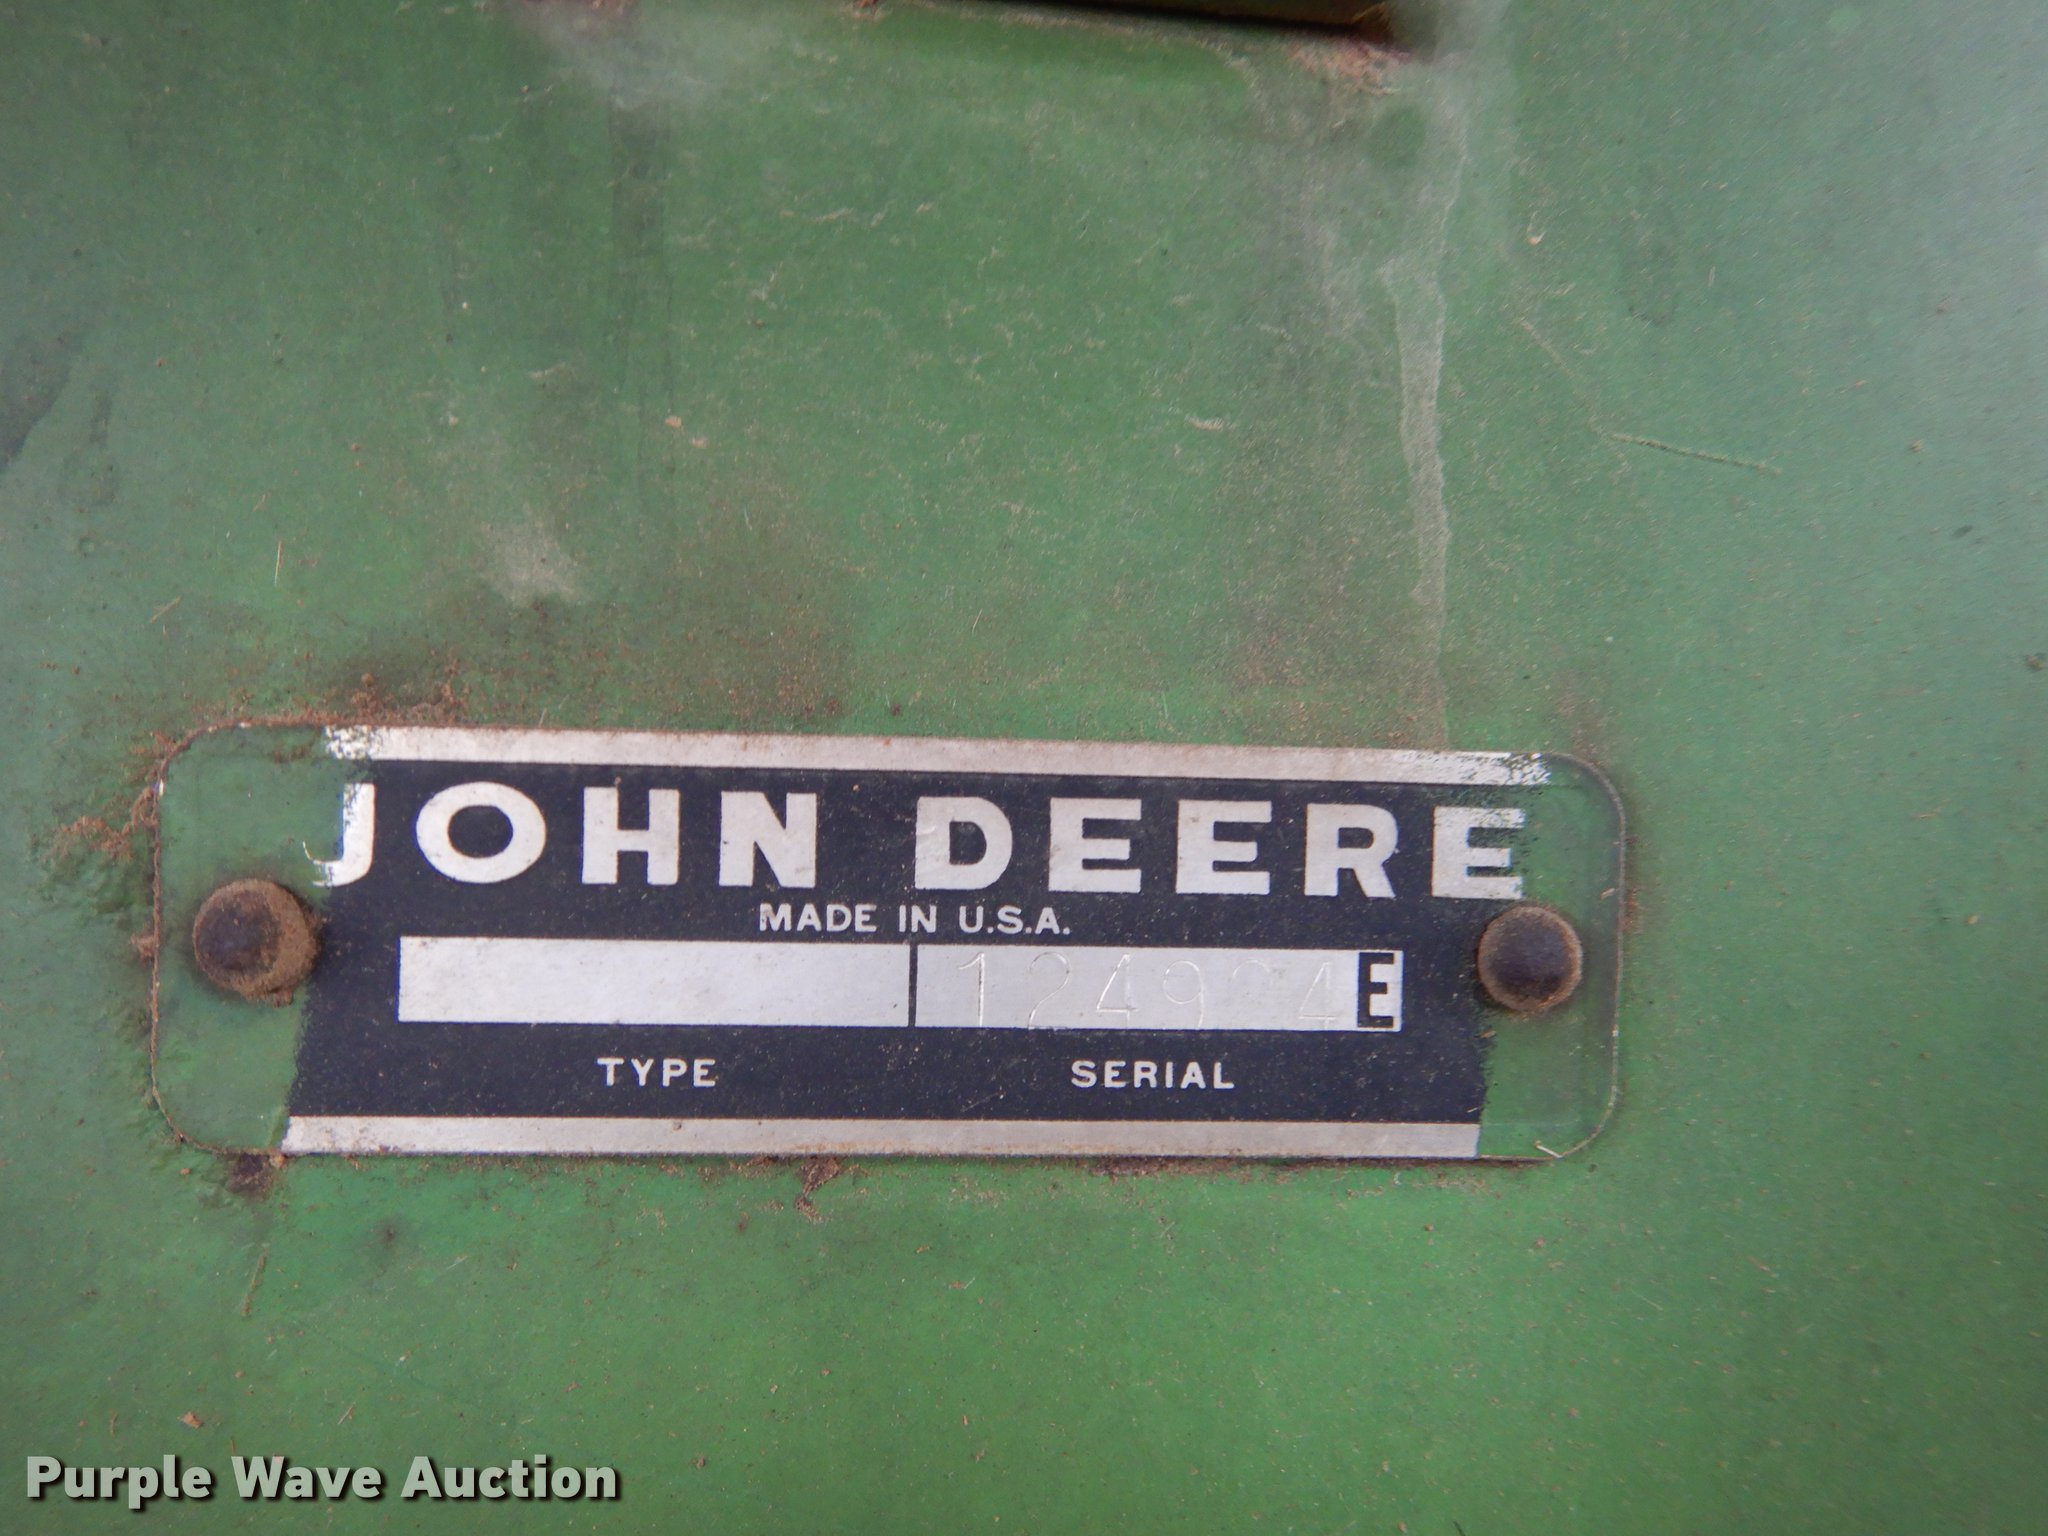 JOHN DEERE
MADE IN U.S.A.
E
TYPE SERIAL
Purple Wave Auction